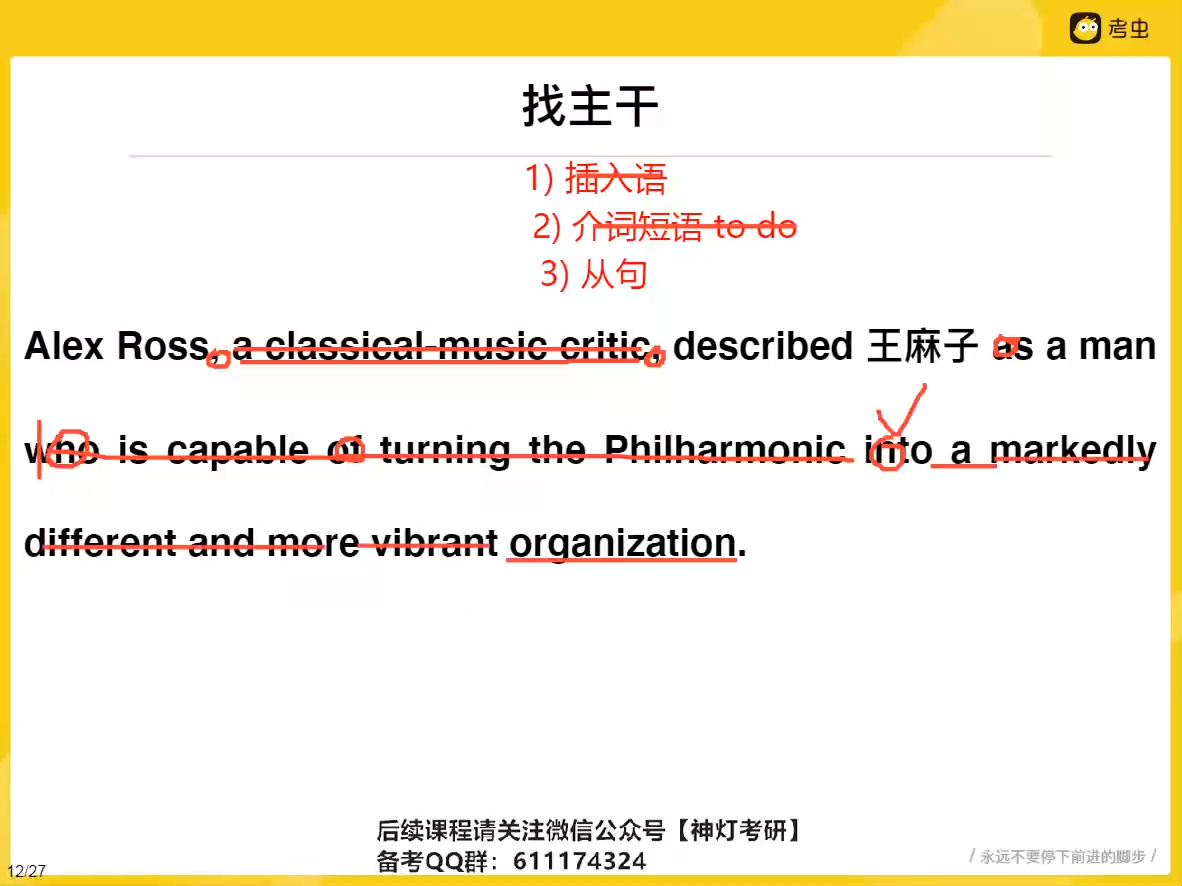 考虫
找主干
1) 插入语
2) 介词短语 to do
3) 从句
Alex Ross, a classical-music critic, described 王麻子 as a man
who is capable of turning the Philharmonic into a markedly
different and more vibrant organization.
后续课程请关注微信公众号【神灯考研】
备考QQ群：611174324
/ 永远不要停下前进的脚步 /
12/27